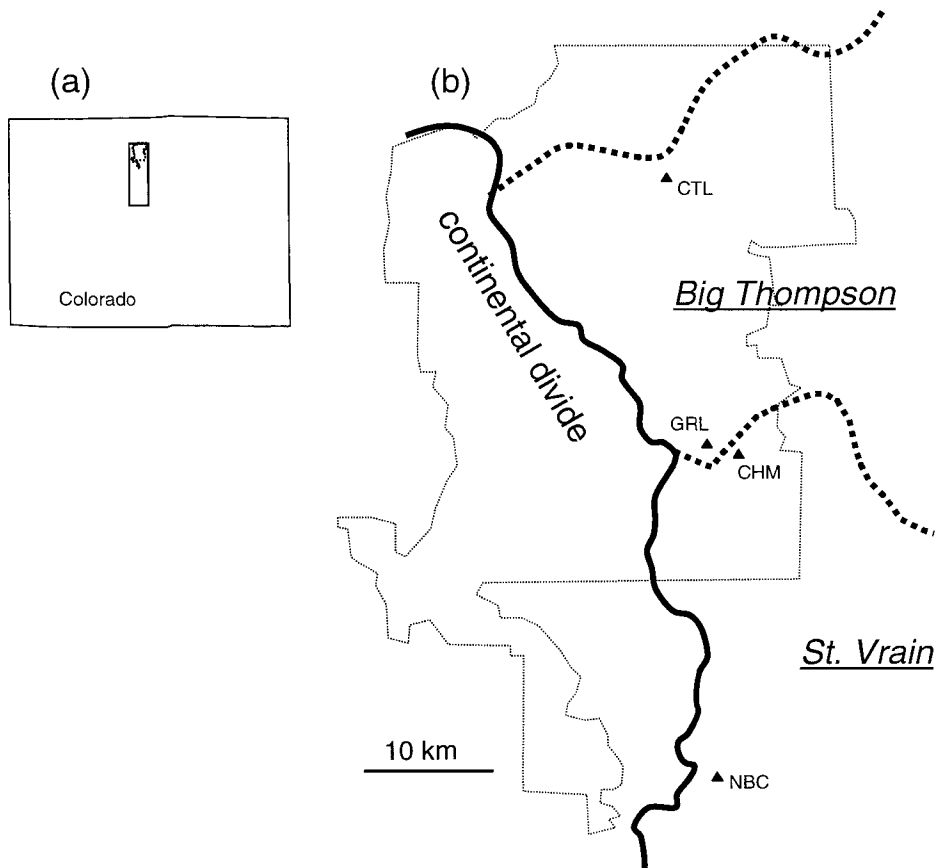 (a)
Colorado
(b)
CTL
continental divide
Big Thompson
GRL
CHM
St. Vrain
10 km
NBC